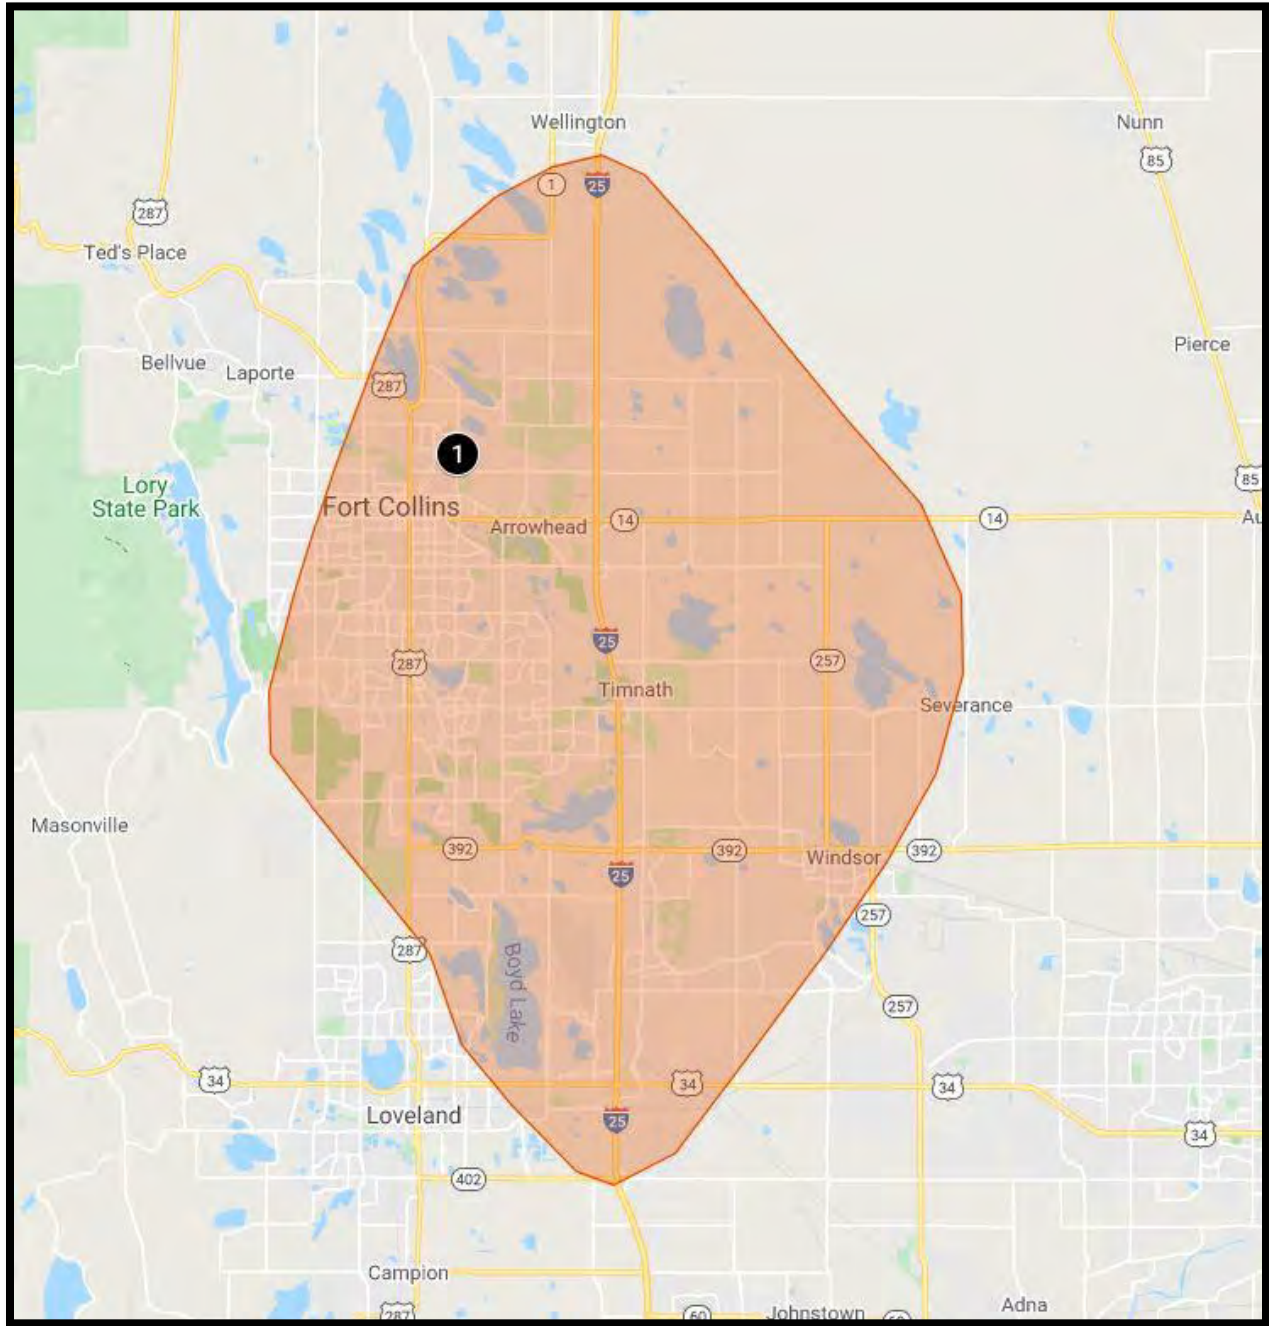 Wellington
Nunn
85
1
25
287
Ted's Place
Pierce
Bellvue
Laporte
287
1
85
Lory
State Park
Fort Collins
14
14
Au
Arrowhead
25
287
257
Timnath
Severance
Masonville
392
392
Windsor
392
25
257
287
Boyd Lake
257
34
34
34
Loveland
25
34
402
Campion
Adna
287
60
Johnstown
60